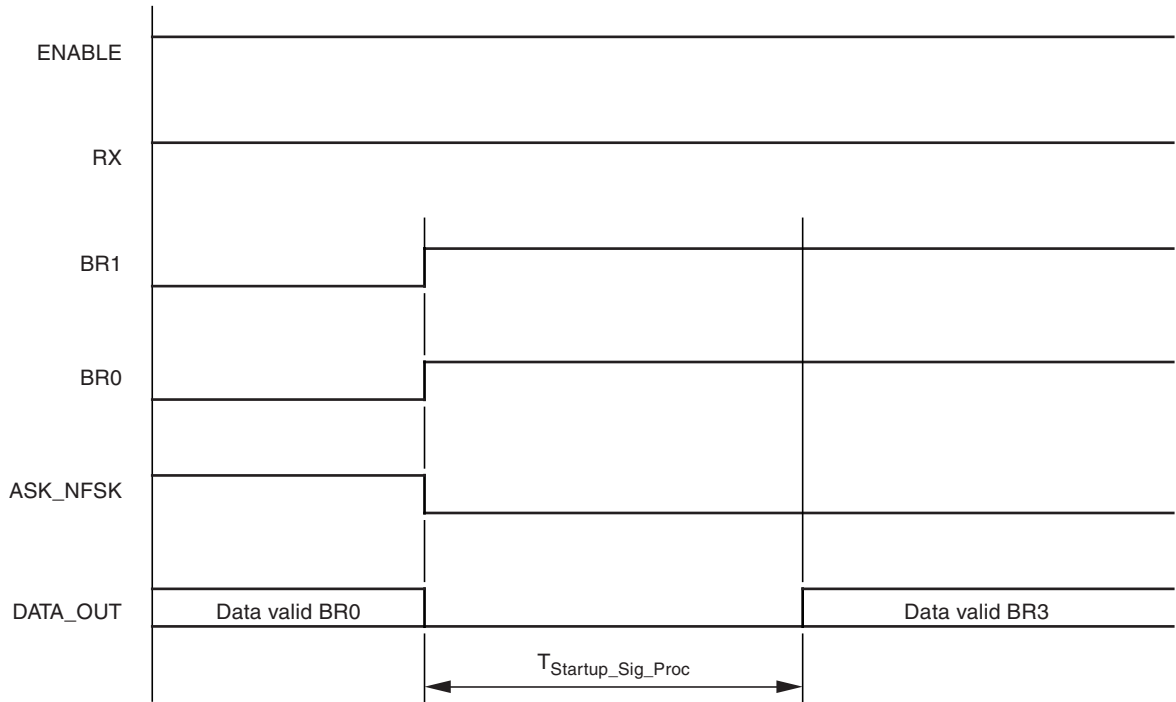 ENABLE
RX
BR1
BR0
ASK_NFSK
DATA_OUT
Data valid BR0
Data valid BR3
TStartup_Sig_Proc